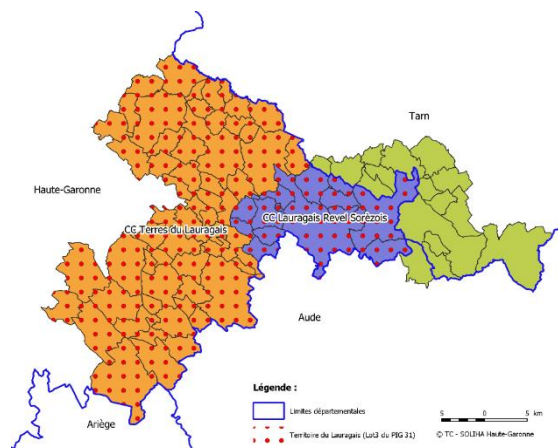 Tarn
Haute-Garonne
CC Lauragais Revel Sorèzois
CC Terres du Lauragais
Aude
Légende :
Limites départementales
Territoire du Lauragais (Lot3 du PIG 31)
Ariège
5 0 5 km
© TC - SOLIHA Haute-Garonne